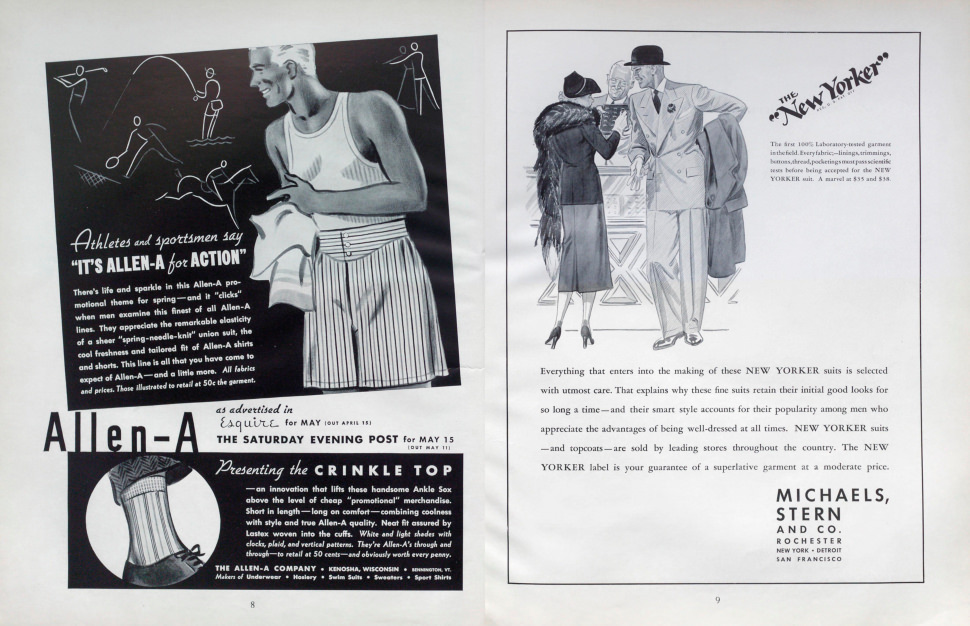 Athletes and sportsmen say
"IT'S ALLEN-A for ACTION"
There's life and sparkle in this Allen-A pro-
motional theme for spring—and it "clicks"
when men examine this finest of all Allen-A
lines. They appreciate the remarkable elasticity
of a sheer "spring-needle-knit" union suit, the
cool freshness and tailored fit of Allen-A shirts
and shorts. This line is all that you have come to
expect of Allen-A—and a little more. All fabrics
and prices. Those illustrated to retail at 50c the garment.
Allen-A
as advertised in
Esquire for MAY (OUT APRIL 15)
THE SATURDAY EVENING POST for MAY 15
(OUT MAY 11)
Presenting the CRINKLE TOP
—an innovation that lifts these handsome Ankle Sox
above the level of cheap "promotional" merchandise.
Short in length—long on comfort—combining coolness
with style and true Allen-A quality. Neat fit assured by
Lastex woven into the cuffs. White and light shades with
clocks, plaid, and vertical patterns. They're Allen-A's through and
through—to retail at 50 cents—and obviously worth every penny.
THE ALLEN-A COMPANY • KENOSHA, WISCONSIN • BENNINGTON, VT.
Makers of Underwear • Hosiery • Swim Suits • Sweaters • Sport Shirts
8
THE
"New Yorker"
The first 100% Laboratory-tested garment
in the field. Every fabric,—linings, trimmings,
buttons, thread, pocketings must pass scientific
tests before being accepted for the NEW
YORKER suit. A marvel at $35 and $38.
Everything that enters into the making of these NEW YORKER suits is selected
with utmost care. That explains why these fine suits retain their initial good looks for
so long a time—and their smart style accounts for their popularity among men who
appreciate the advantages of being well-dressed at all times. NEW YORKER suits
—and topcoats—are sold by leading stores throughout the country. The NEW
YORKER label is your guarantee of a superlative garment at a moderate price.
MICHAELS,
STERN
AND CO.
ROCHESTER
NEW YORK • DETROIT
SAN FRANCISCO
9